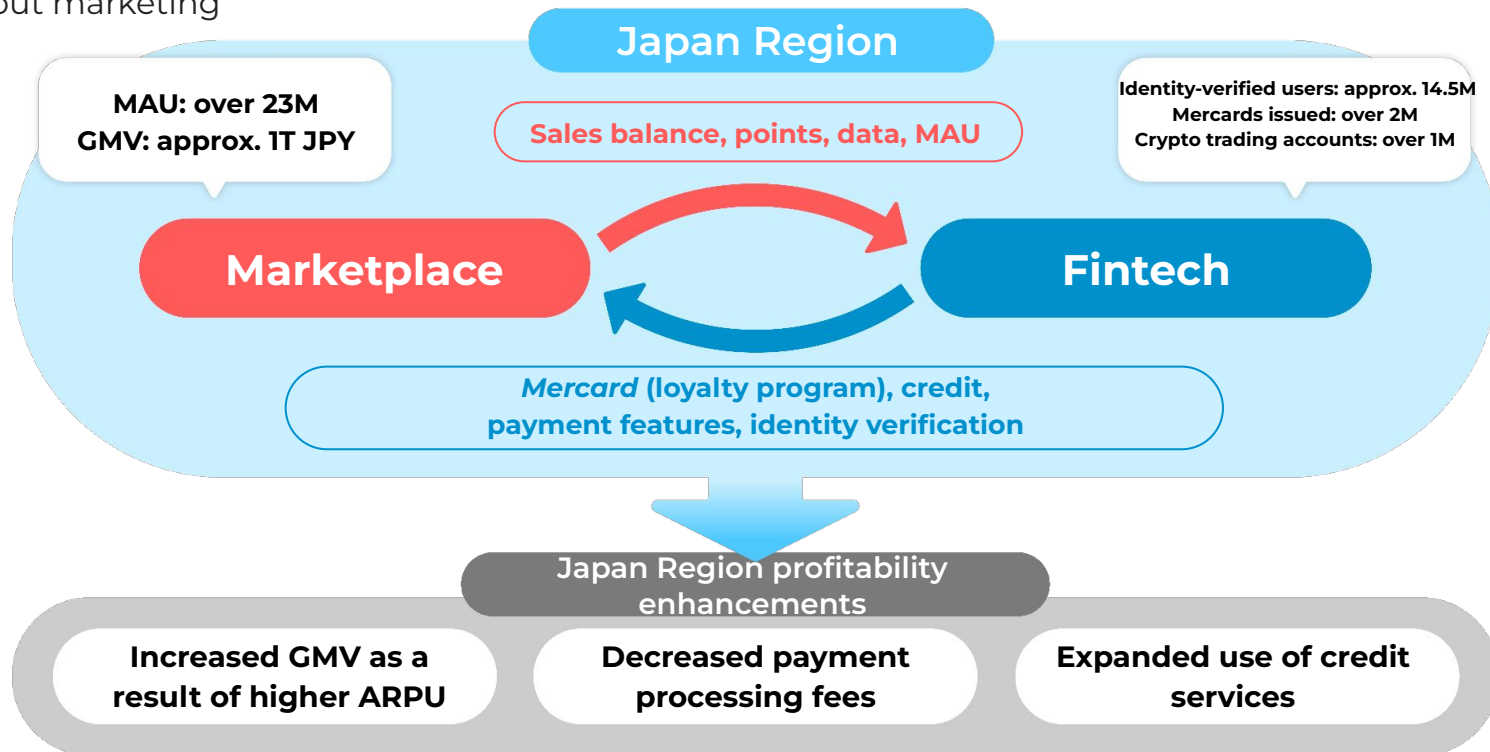 out marketing
Japan Region
MAU: over 23M
GMV: approx. 1T JPY
Identity-verified users: approx. 14.5M
Mercards issued: over 2M
Crypto trading accounts: over 1M
Sales balance, points, data, MAU
Marketplace
Fintech
Mercard (loyalty program), credit,
payment features, identity verification
Japan Region profitability
enhancements
Increased GMV as a
result of higher ARPU
Decreased payment
processing fees
Expanded use of credit
services